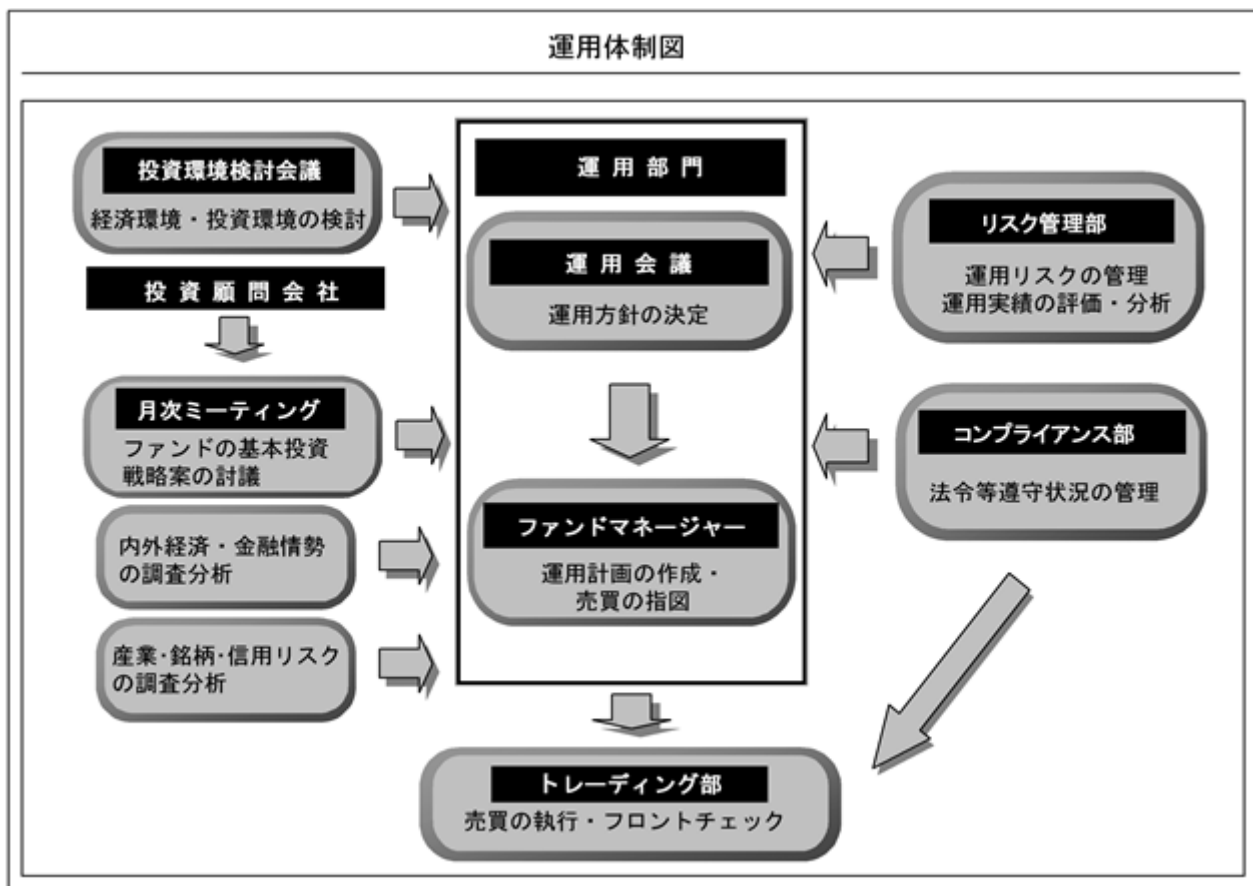 運用体制図
投資環境検討会議
経済環境・投資環境の検討
投資顧問会社
月次ミーティング
ファンドの基本投資
戦略案の討議
内外経済・金融情勢
の調査分析
産業・銘柄・信用リスク
の調査分析
運用部門
運用会議
運用方針の決定
ファンドマネージャー
運用計画の作成・
売買の指図
リスク管理部
運用リスクの管理
運用実績の評価・分析
コンプライアンス部
法令等遵守状況の管理
トレーディング部
売買の執行・フロントチェック